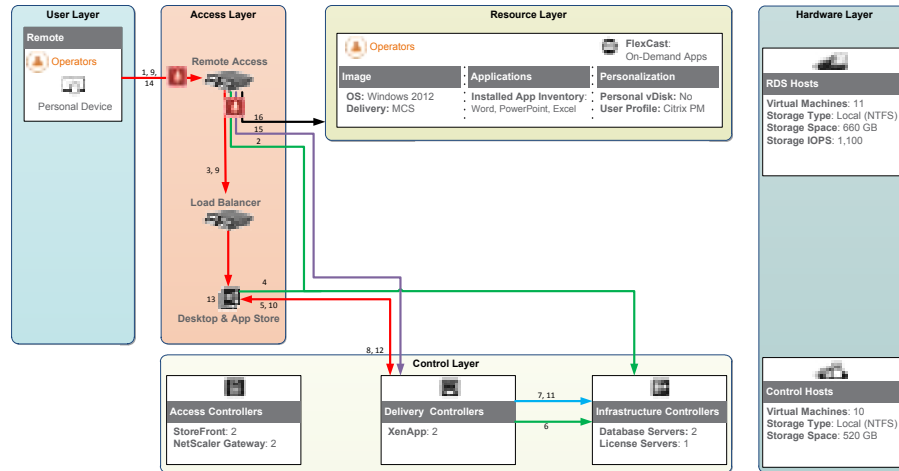 User Layer
Remote
Operators
Personal Device
1, 9,
14
Access Layer
Remote Access
16
15
2
3, 9
Load Balancer
4
13
5, 10
Desktop & App Store
8, 12
Resource Layer
Operators
FlexCast:
On-Demand Apps
Image
Applications
Personalization
OS: Windows 2012
Delivery: MCS
Installed App Inventory:
Word, PowerPoint, Excel
Personal vDisk: No
User Profile: Citrix PM
Control Layer
Access Controllers
StoreFront: 2
NetScaler Gateway: 2
Delivery Controllers
XenApp: 2
7, 11
6
Infrastructure Controllers
Database Servers: 2
License Servers: 1
Hardware Layer
RDS Hosts
Virtual Machines: 11
Storage Type: Local (NTFS)
Storage Space: 660 GB
Storage IOPS: 1,100
Control Hosts
Virtual Machines: 10
Storage Type: Local (NTFS)
Storage Space: 520 GB